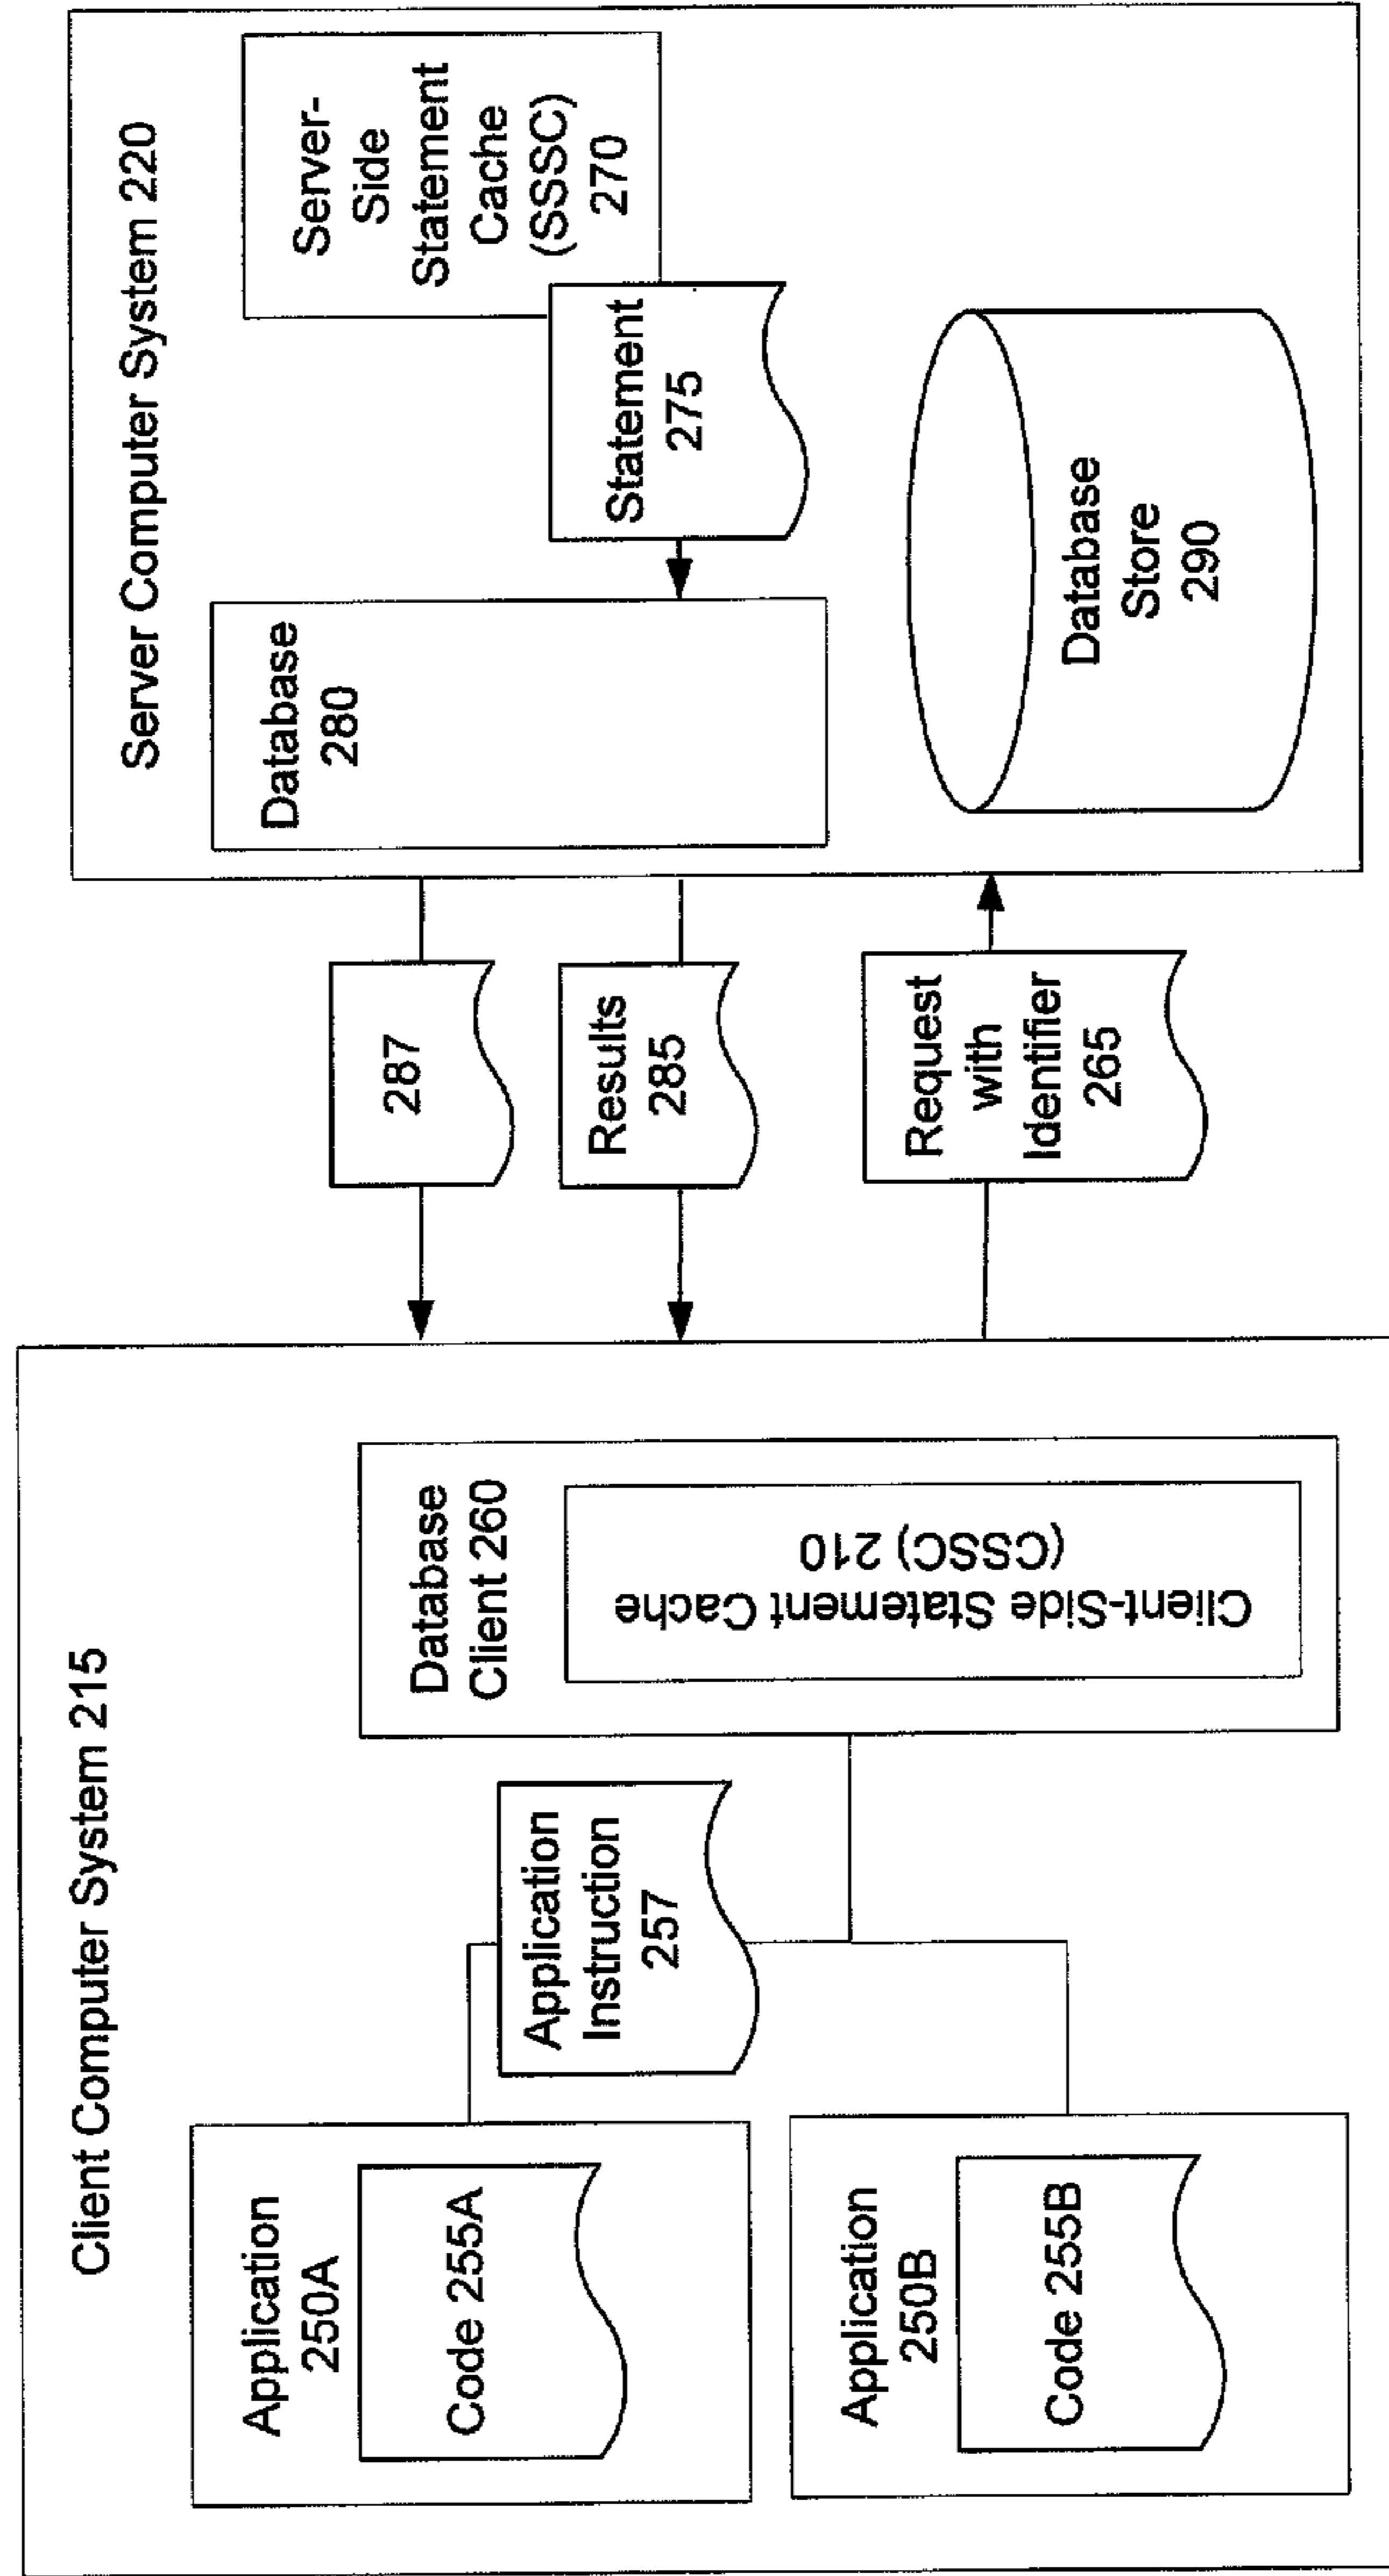 Client Computer System 215
Application
250A
Code 255A
Application
250B
Code 255B
Application
Instruction
257
Database
Client 260
Client-Side Statement Cache
(CSSC) 210
287
Results
285
Request
with
Identifier
265
Server Computer System 220
Database
280
Statement
275
Server-
Side
Statement
Cache
(SSSC)
270
Database
Store
290